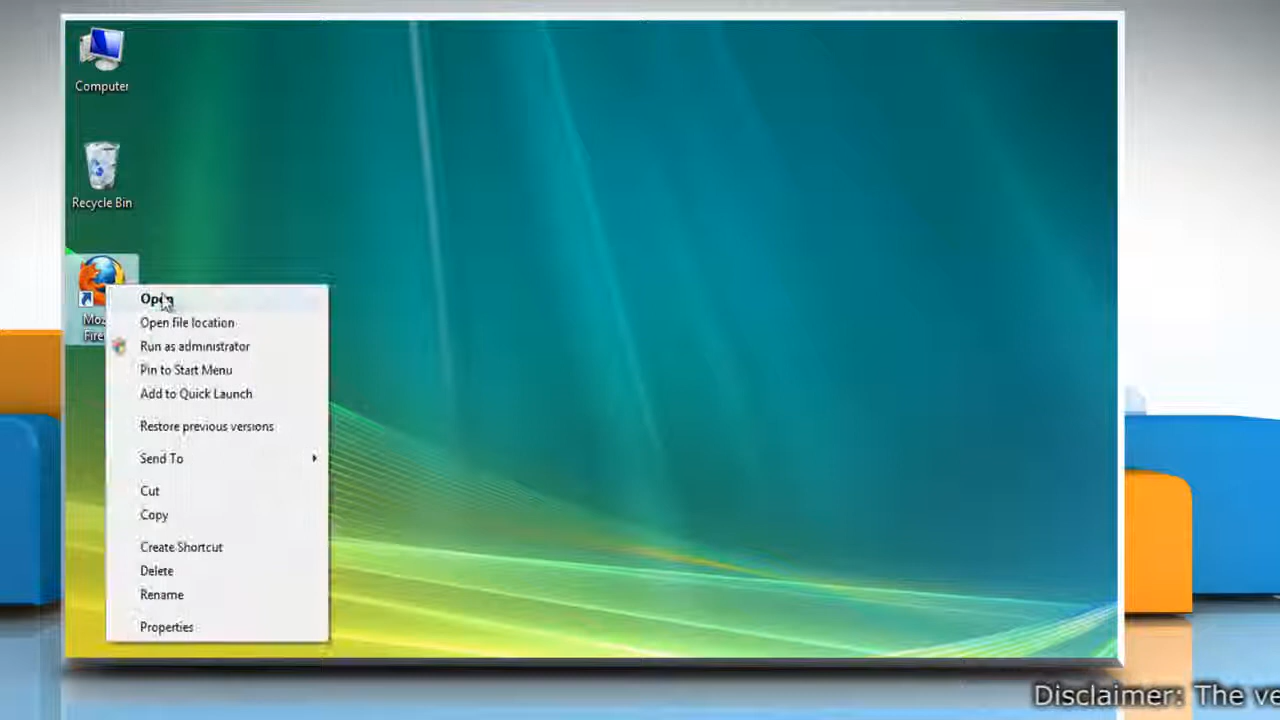 Computer
Recycle Bin
Open
Open file location
Run as administrator
Pin to Start Menu
Add to Quick Launch
Restore previous versions
Send To
Cut
Copy
Create Shortcut
Delete
Rename
Properties
Disclaimer: The